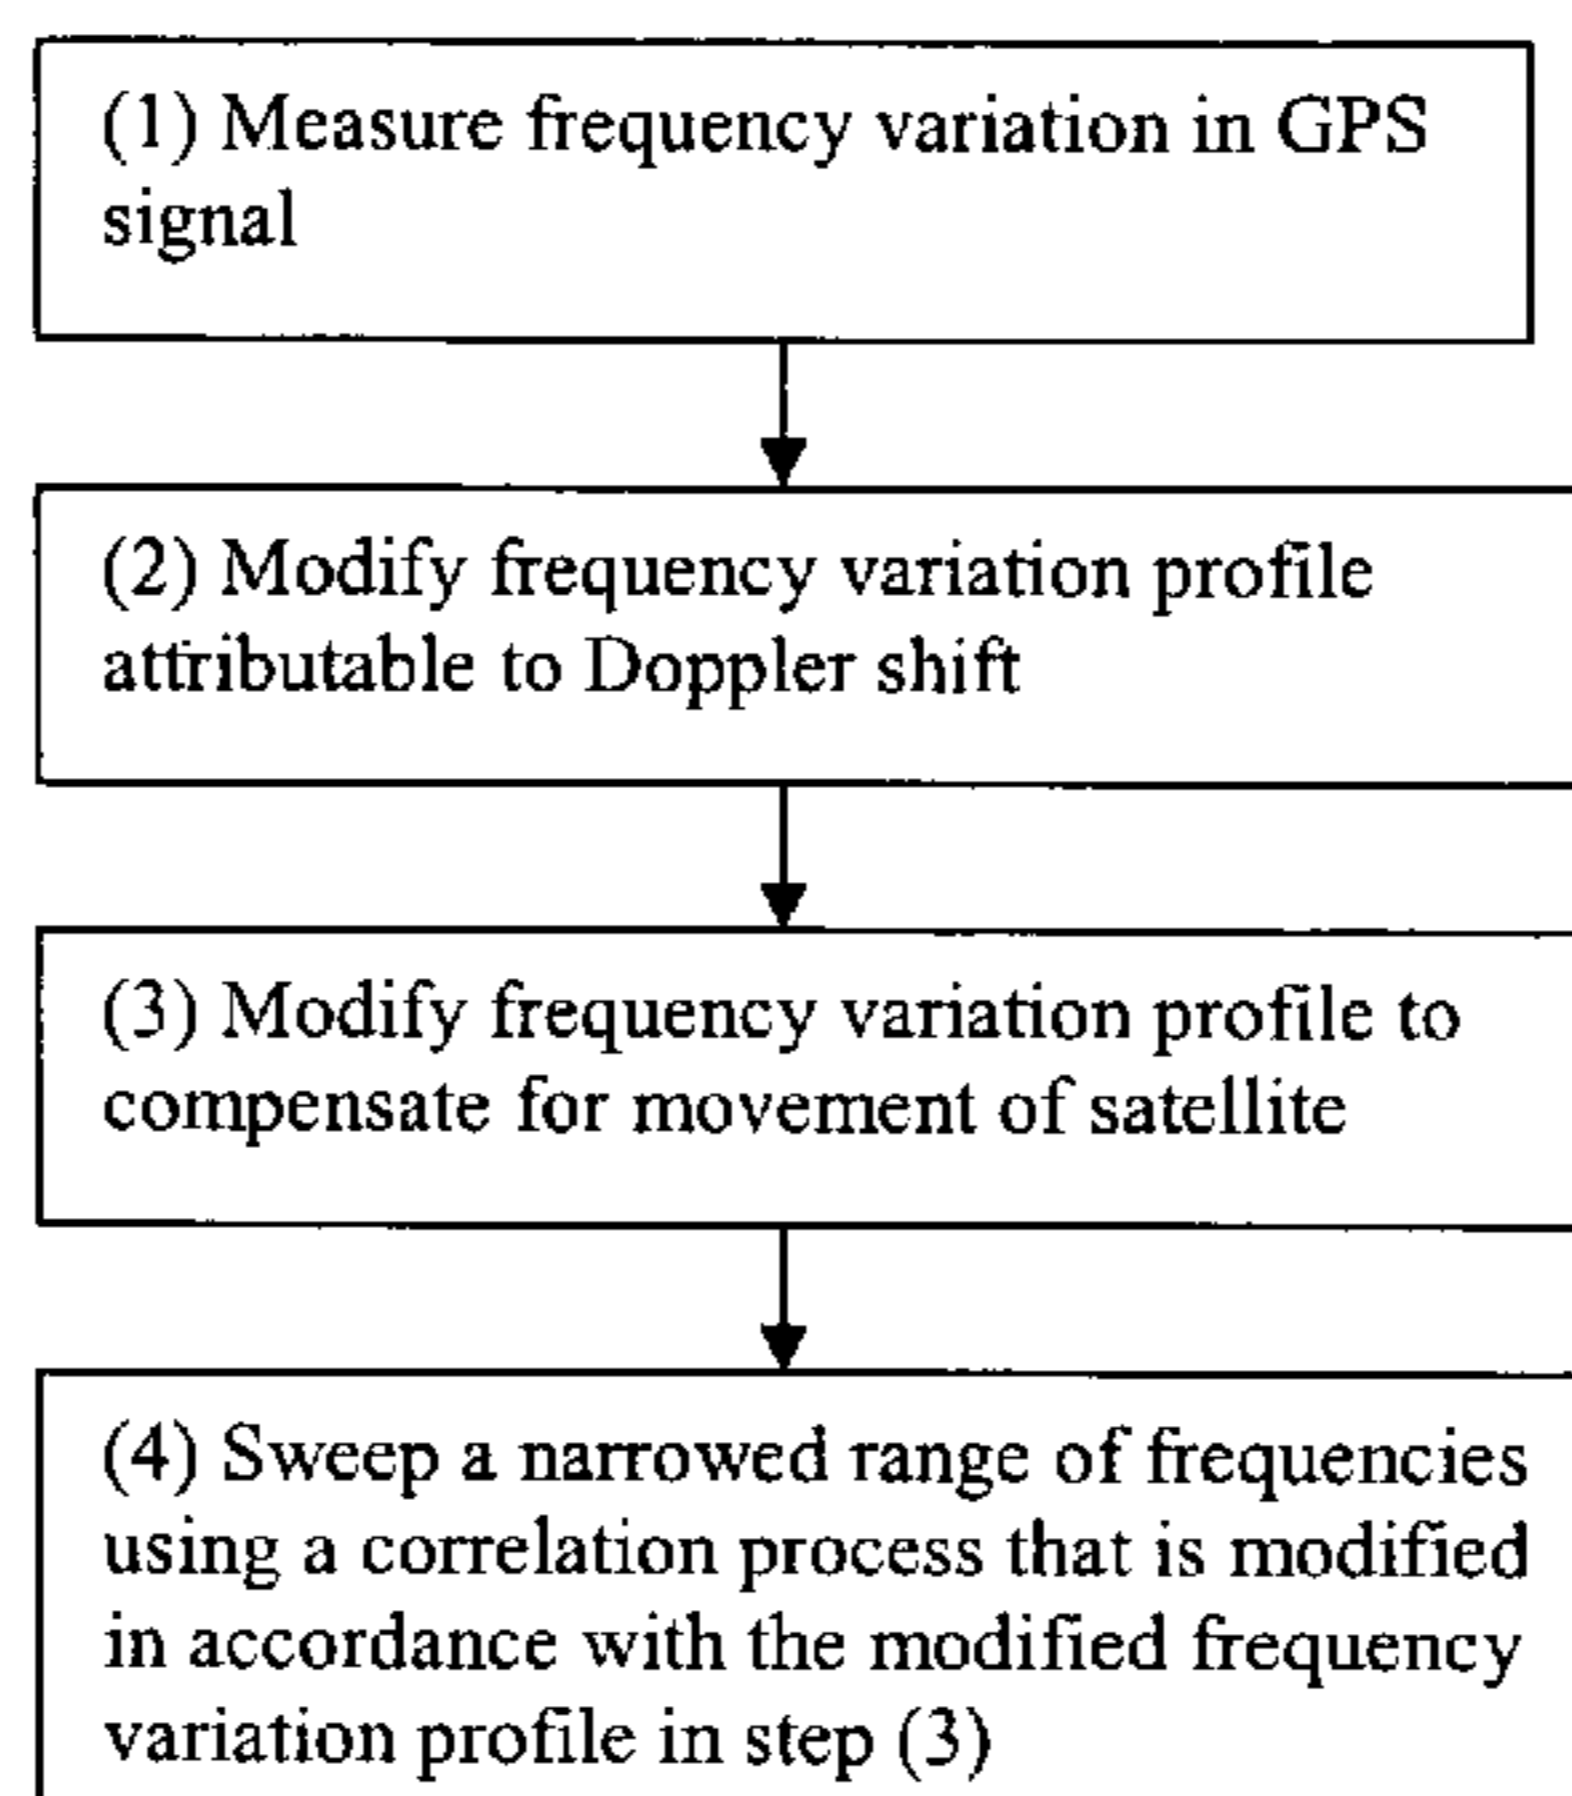 (1) Measure frequency variation in GPS
signal
(2) Modify frequency variation profile
attributable to Doppler shift
(3) Modify frequency variation profile to
compensate for movement of satellite
(4) Sweep a narrowed range of frequencies
using a correlation process that is modified
in accordance with the modified frequency
variation profile in step (3)